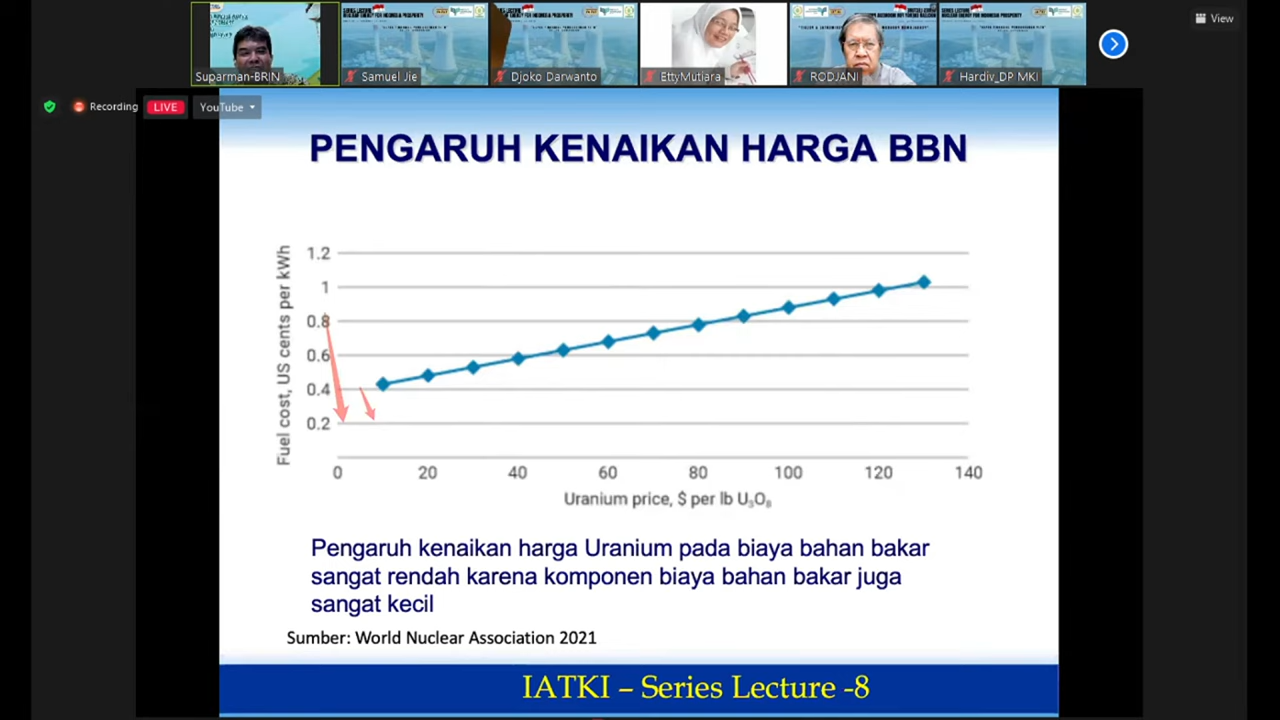 View
Suparman-BRIN
Samuel Jie
Djoko Darwanto
EttyMutiara
RODJANI
Hardiv_DP MKI
Recording
LIVE
YouTube
PENGARUH KENAIKAN HARGA BBN
Fuel cost, US cents per kWh
1.2
1
0.8
0.6
0.4
0.2
0 20 40 60 80 100 120 140
Uranium price, $ per lb U₃O₈
Pengaruh kenaikan harga Uranium pada biaya bahan bakar
sangat rendah karena komponen biaya bahan bakar juga
sangat kecil
Sumber: World Nuclear Association 2021
IATKI – Series Lecture -8